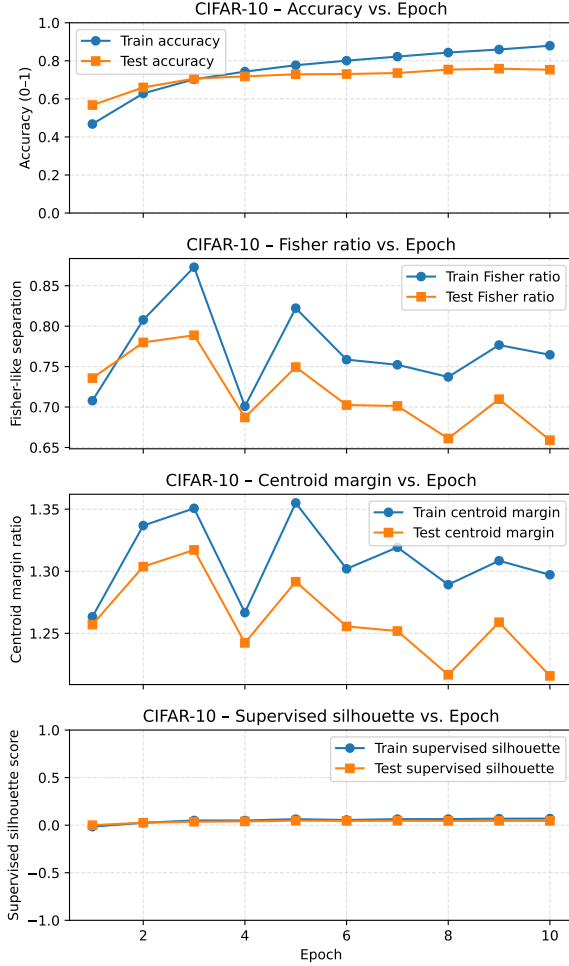 CIFAR-10 – Accuracy vs. Epoch
Accuracy (0–1)
1.0
0.8
0.6
0.4
0.2
0.0
Train accuracy
Test accuracy
CIFAR-10 – Fisher ratio vs. Epoch
Fisher-like separation
0.85
0.80
0.75
0.70
0.65
Train Fisher ratio
Test Fisher ratio
CIFAR-10 – Centroid margin vs. Epoch
Centroid margin ratio
1.35
1.30
1.25
Train centroid margin
Test centroid margin
CIFAR-10 – Supervised silhouette vs. Epoch
Supervised silhouette score
1.0
0.5
0.0
−0.5
−1.0
Train supervised silhouette
Test supervised silhouette
2 4 6 8 10
Epoch